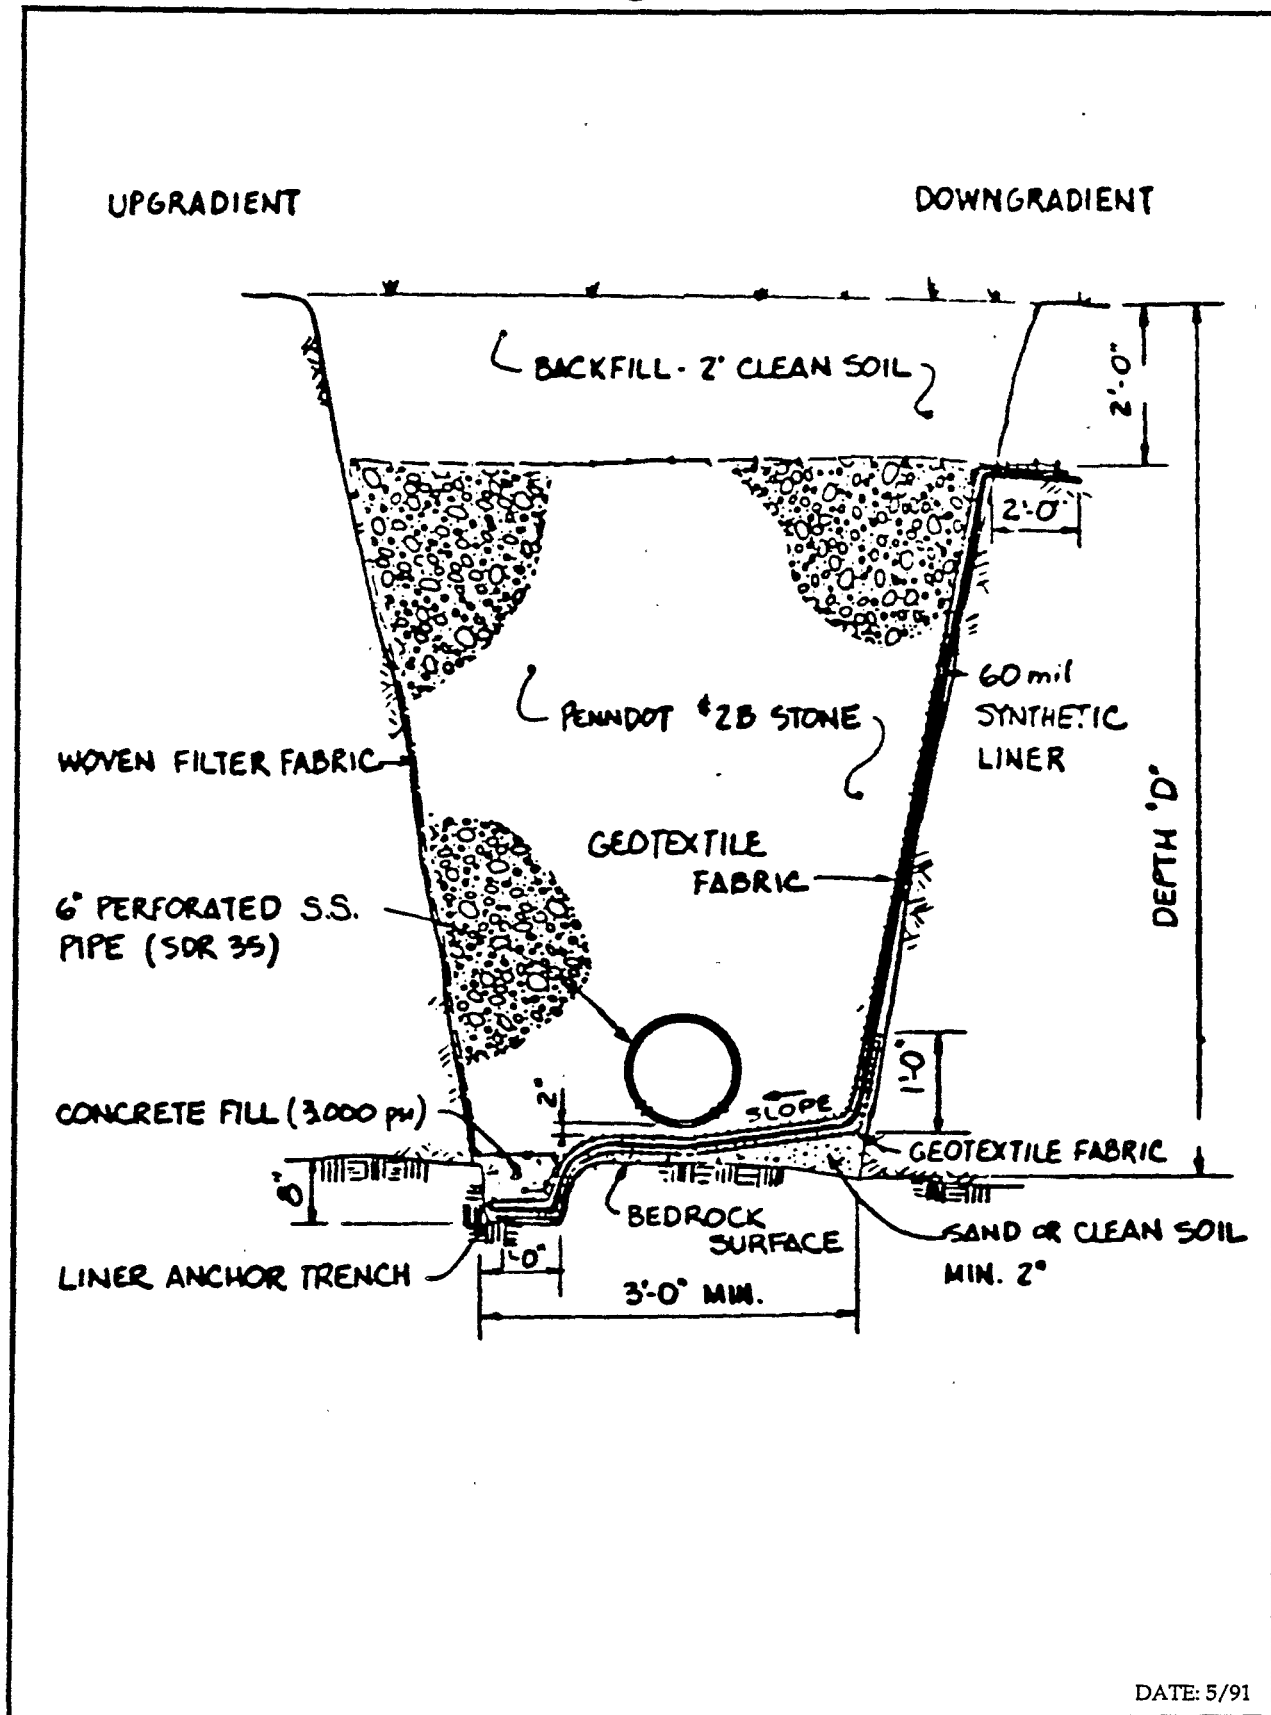 UPGRADIENT
DOWNGRADIENT
BACKFILL - 2' CLEAN SOIL
2'-0"
2'-0"
60 mil
SYNTHETIC
LINER
PENNDOT #2B STONE
WOVEN FILTER FABRIC
DEPTH "D"
GEOTEXTILE
FABRIC
6" PERFORATED S.S.
PIPE (SDR 35)
1'-0"
2"
SLOPE
CONCRETE FILL (3000 psi)
GEOTEXTILE FABRIC
8"
BEDROCK
SURFACE
SAND OR CLEAN SOIL
MIN. 2"
LINER ANCHOR TRENCH
1'-0"
3'-0" MIN.
DATE: 5/91